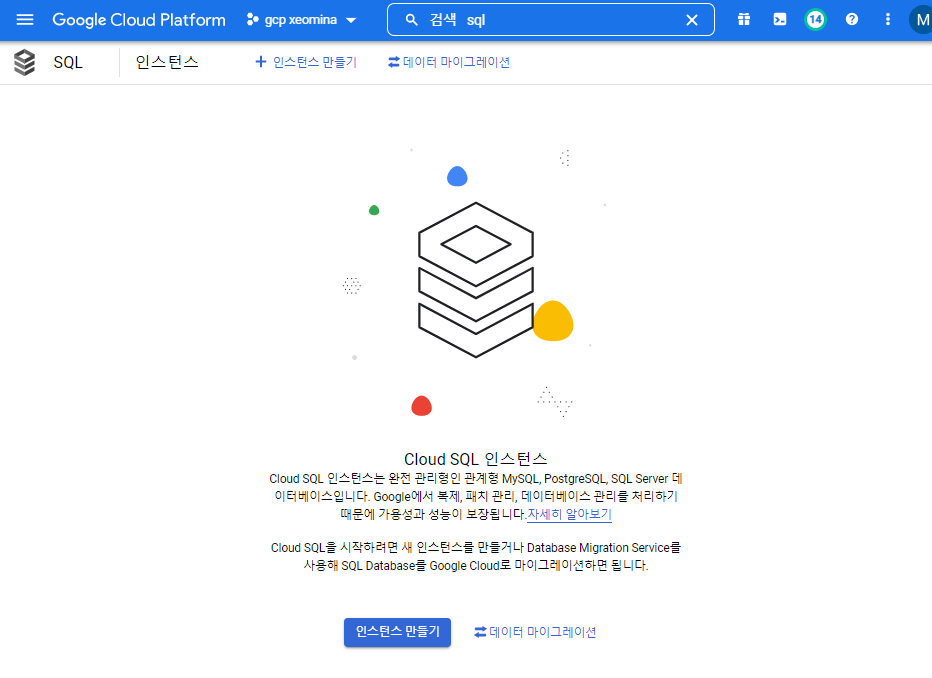 Google Cloud Platform gcp xeomina 검색 sql 14 M
SQL 인스턴스 인스턴스 만들기 데이터 마이그레이션
Cloud SQL 인스턴스
Cloud SQL 인스턴스는 완전 관리형인 관계형 MySQL, PostgreSQL, SQL Server 데
이터베이스입니다. Google에서 복제, 패치 관리, 데이터베이스 관리를 처리하기
때문에 가용성과 성능이 보장됩니다.자세히 알아보기
Cloud SQL을 시작하려면 새 인스턴스를 만들거나 Database Migration Service를
사용해 SQL Database를 Google Cloud로 마이그레이션하면 됩니다.
인스턴스 만들기 데이터 마이그레이션